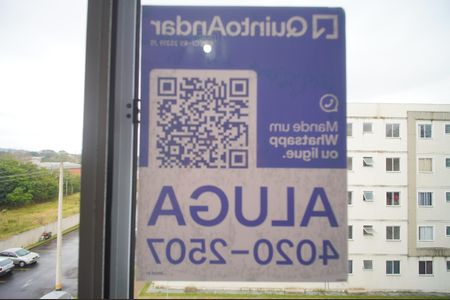 QuintoAndar
Mande um
Whatsapp
ou ligue.
ALUGA
4020-2507